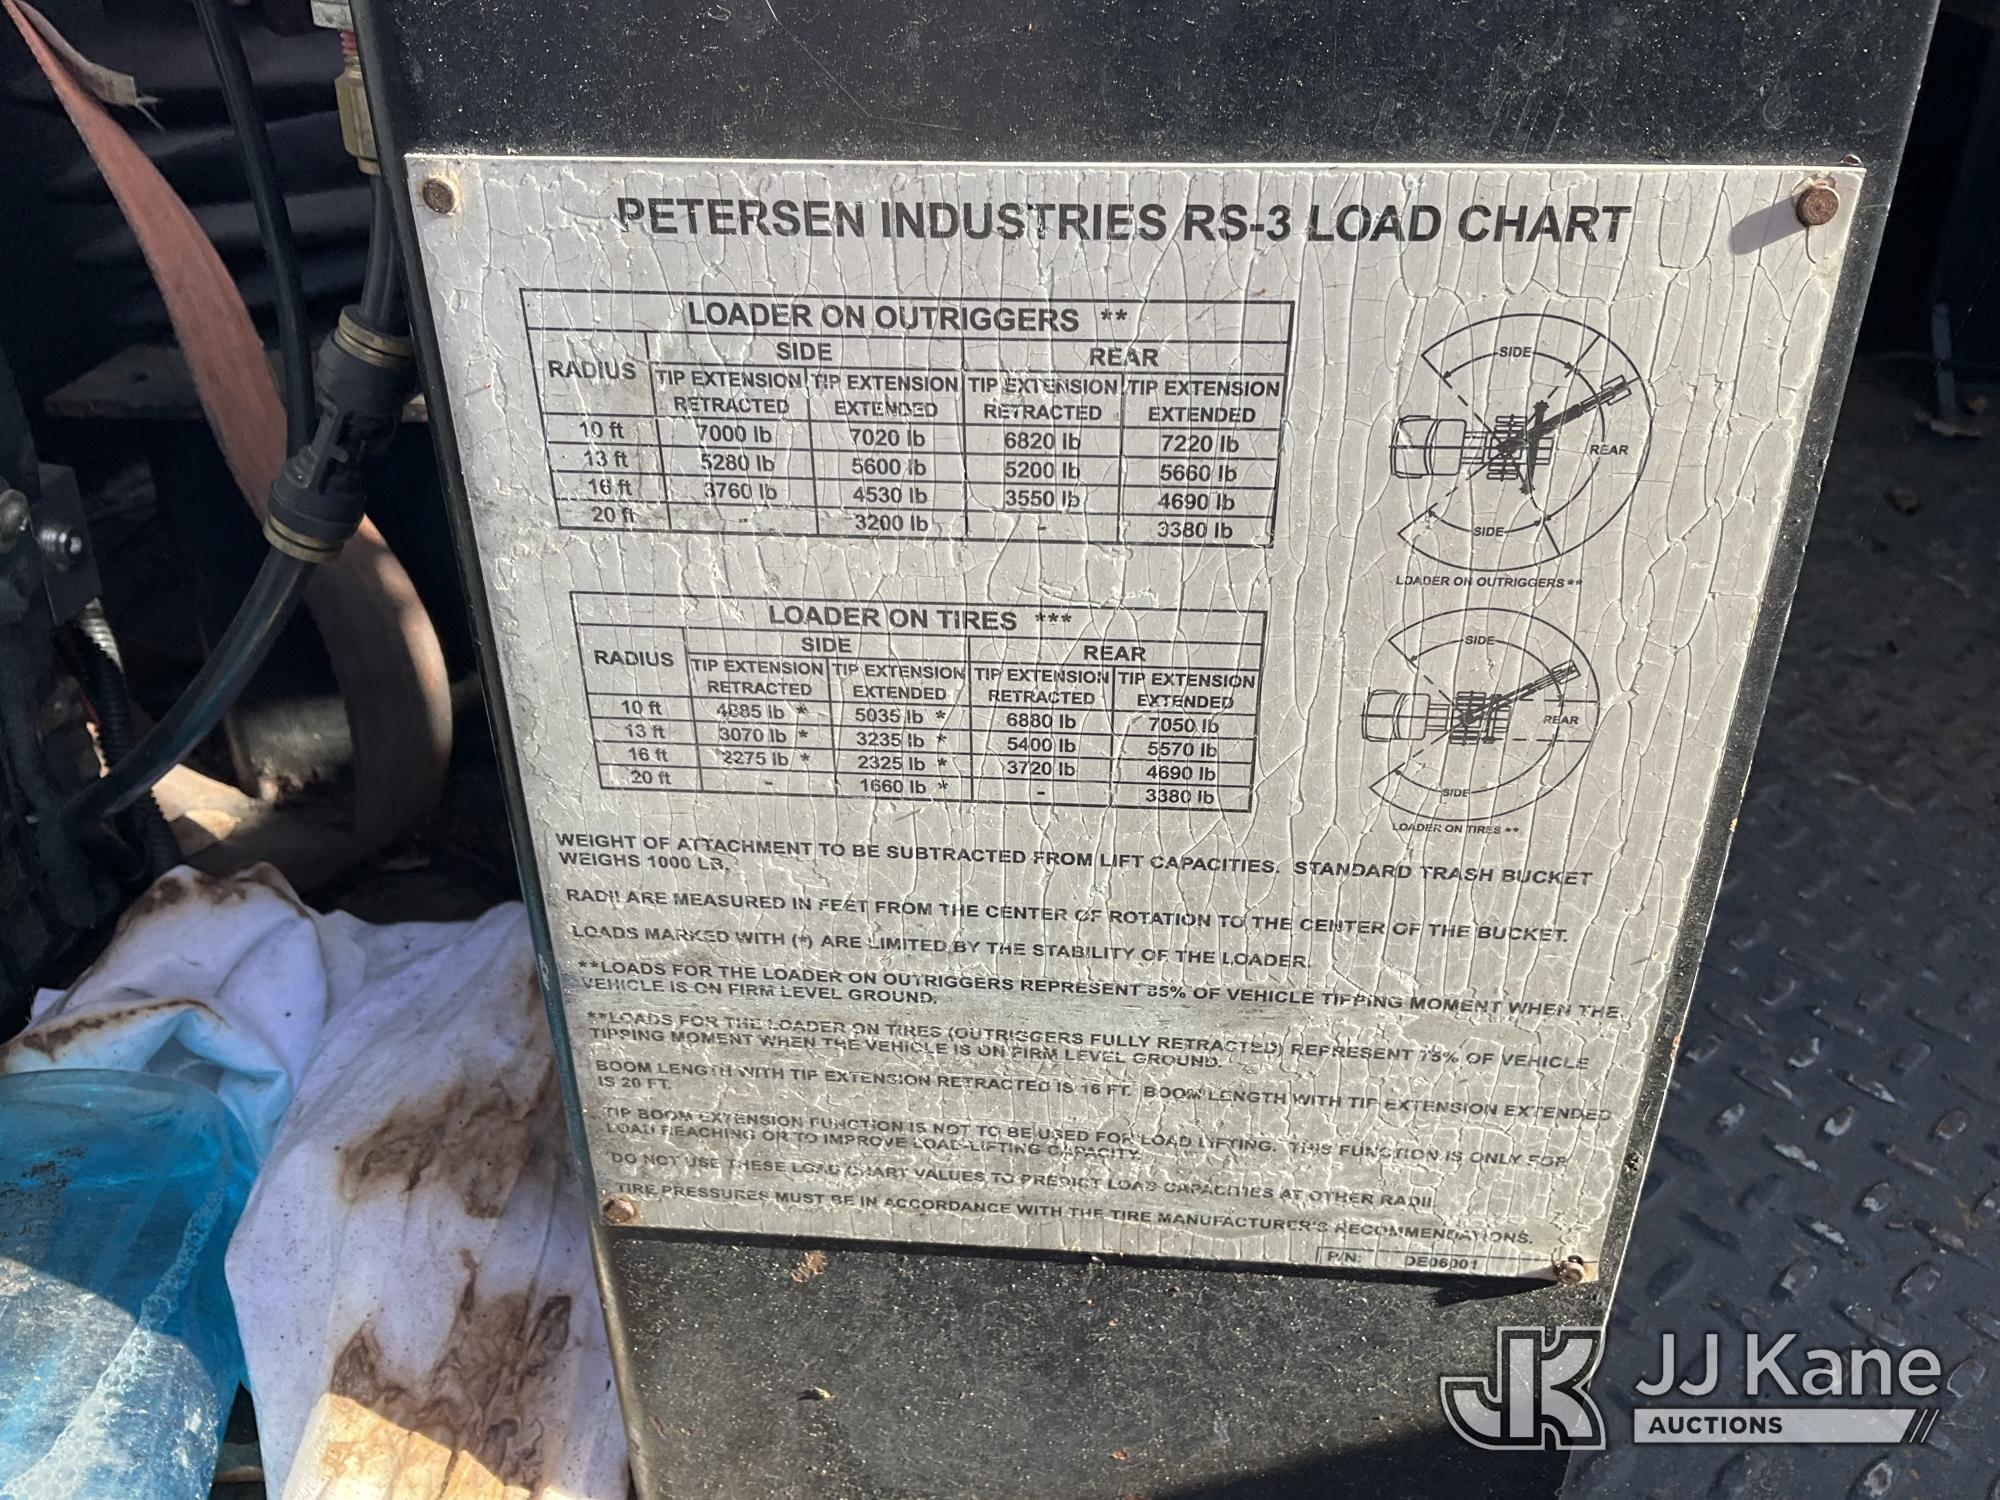 PETERSEN INDUSTRIES RS-3 LOAD CHART
LOADER ON OUTRIGGERS **
RADIUS SIDE REAR
TIP EXTENSION RETRACTED TIP EXTENSION EXTENDED TIP EXTENSION RETRACTED TIP EXTENSION EXTENDED
10 ft 7000 lb 7020 lb 6820 lb 7220 lb
13 ft 5280 lb 5600 lb 5200 lb 5660 lb
16 ft 3760 lb 4530 lb 3550 lb 4690 lb
20 ft - 3200 lb - 3380 lb
SIDE
REAR
SIDE
LOADER ON OUTRIGGERS **
LOADER ON TIRES ***
RADIUS SIDE REAR
TIP EXTENSION RETRACTED TIP EXTENSION EXTENDED TIP EXTENSION RETRACTED TIP EXTENSION EXTENDED
10 ft 4885 lb * 5035 lb * 6880 lb 7050 lb
13 ft 3070 lb * 3235 lb * 5400 lb 5570 lb
16 ft 2275 lb * 2325 lb * 3720 lb 4690 lb
20 ft - 1660 lb * - 3380 lb
SIDE
REAR
SIDE
LOADER ON TIRES **
WEIGHT OF ATTACHMENT TO BE SUBTRACTED FROM LIFT CAPACITIES. STANDARD TRASH BUCKET
WEIGHS 1000 LB.
RADII ARE MEASURED IN FEET FROM THE CENTER OF ROTATION TO THE CENTER OF THE BUCKET.
LOADS MARKED WITH (*) ARE LIMITED BY THE STABILITY OF THE LOADER.
**LOADS FOR THE LOADER ON OUTRIGGERS REPRESENT 85% OF VEHICLE TIPPING MOMENT WHEN THE
VEHICLE IS ON FIRM LEVEL GROUND.
**LOADS FOR THE LOADER ON TIRES (OUTRIGGERS FULLY RETRACTED) REPRESENT 75% OF VEHICLE
TIPPING MOMENT WHEN THE VEHICLE IS ON FIRM LEVEL GROUND.
BOOM LENGTH WITH TIP EXTENSION RETRACTED IS 16 FT. BOOM LENGTH WITH TIP EXTENSION EXTENDED
IS 20 FT.
TIP BOOM EXTENSION FUNCTION IS NOT TO BE USED FOR LOAD LIFTING. THIS FUNCTION IS ONLY FOR
LOAD REACHING OR TO IMPROVE LOAD-LIFTING CAPACITY.
DO NOT USE THESE LOAD CHART VALUES TO PREDICT LOAD CAPACITIES AT OTHER RADII.
TIRE PRESSURES MUST BE IN ACCORDANCE WITH THE TIRE MANUFACTURER'S RECOMMENDATIONS.
P/N: DE06001
JK JJ Kane
AUCTIONS